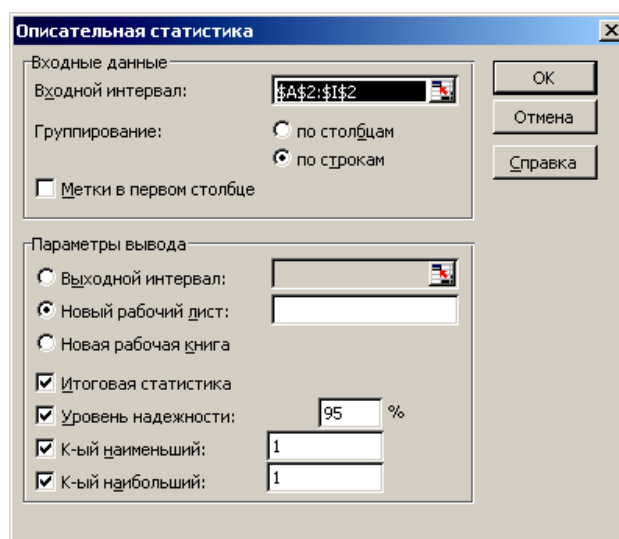 Описательная статистика
Входные данные
Входной интервал: $A$2:$I$2
Группирование: по столбцам
по строкам
Метки в первом столбце
OK
Отмена
Справка
Параметры вывода
Выходной интервал:
Новый рабочий лист:
Новая рабочая книга
Итоговая статистика
Уровень надежности: 95 %
К-ый наименьший: 1
К-ый наибольший: 1